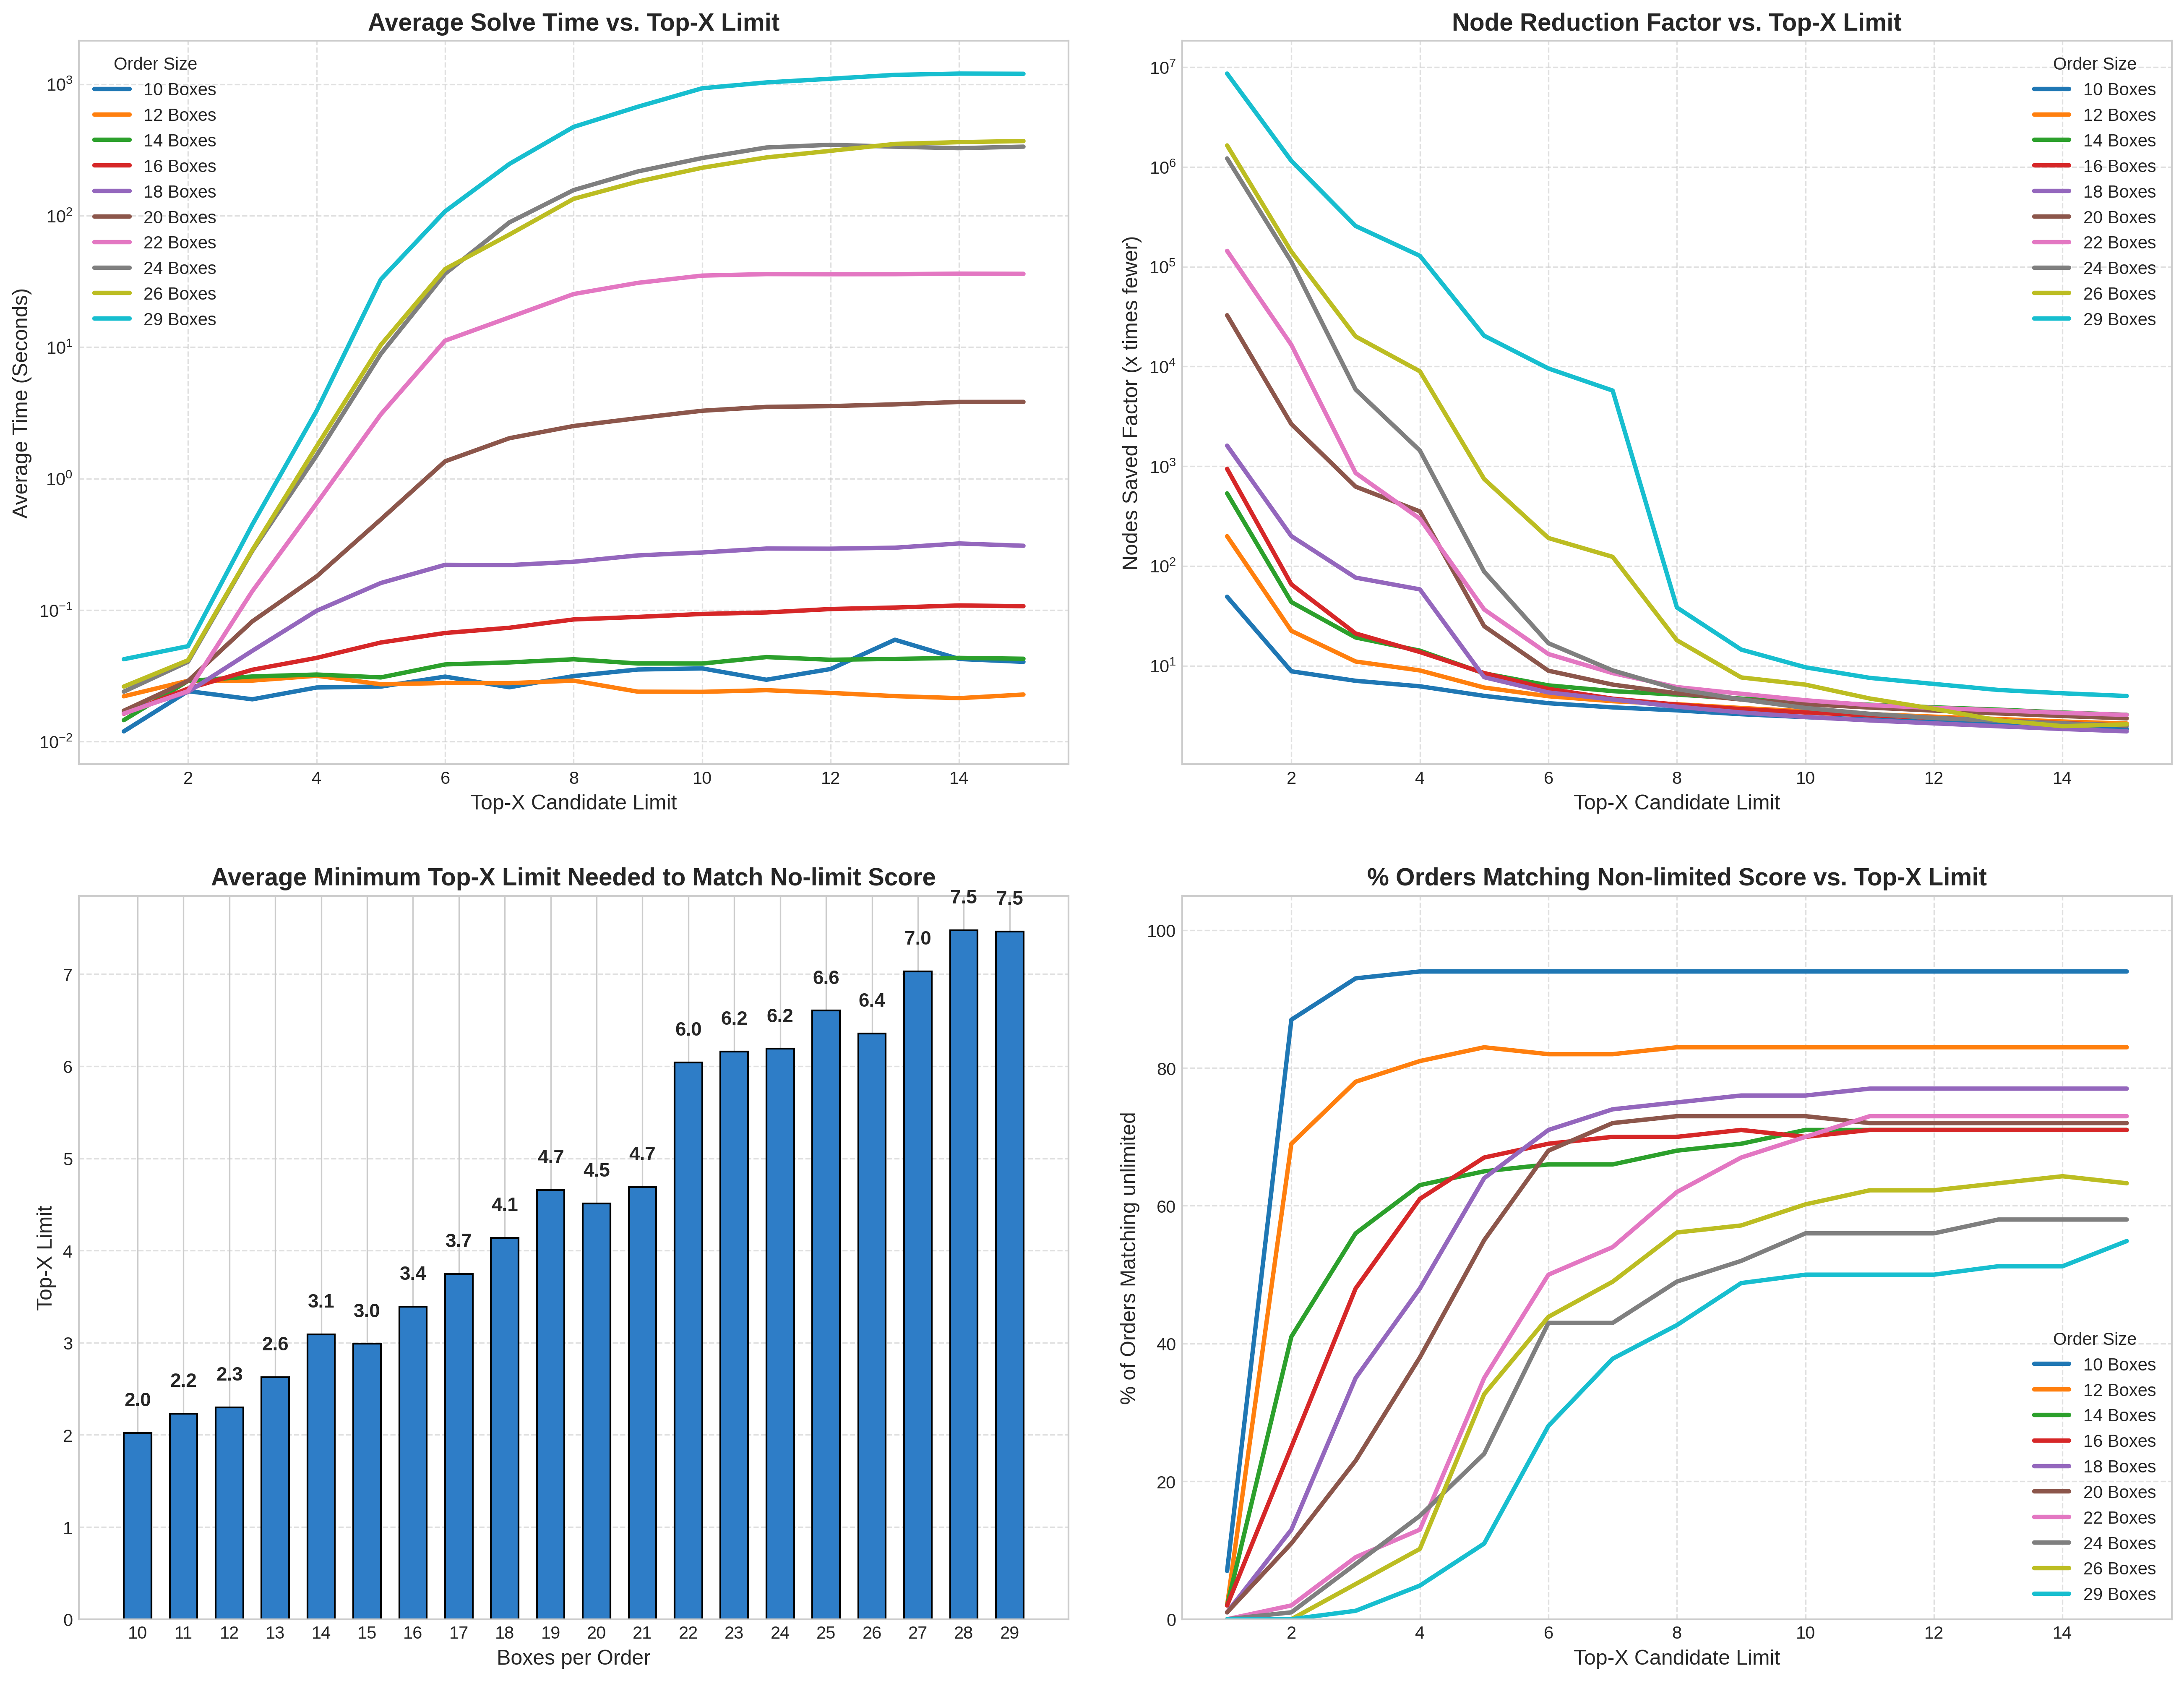 Average Solve Time vs. Top-X Limit
Average Time (Seconds)
10³
10²
10¹
10⁰
10⁻¹
10⁻²
Order Size
10 Boxes
12 Boxes
14 Boxes
16 Boxes
18 Boxes
20 Boxes
22 Boxes
24 Boxes
26 Boxes
29 Boxes
2 4 6 8 10 12 14
Top-X Candidate Limit
Node Reduction Factor vs. Top-X Limit
Nodes Saved Factor (x times fewer)
10⁷
10⁶
10⁵
10⁴
10³
10²
10¹
Order Size
10 Boxes
12 Boxes
14 Boxes
16 Boxes
18 Boxes
20 Boxes
22 Boxes
24 Boxes
26 Boxes
29 Boxes
2 4 6 8 10 12 14
Top-X Candidate Limit
Average Minimum Top-X Limit Needed to Match No-limit Score
Top-X Limit
7
6
5
4
3
2
1
0
2.0 2.2 2.3 2.6 3.1 3.0 3.4 3.7 4.1 4.7 4.5 4.7 6.0 6.2 6.2 6.6 6.4 7.0 7.5 7.5
10 11 12 13 14 15 16 17 18 19 20 21 22 23 24 25 26 27 28 29
Boxes per Order
% Orders Matching Non-limited Score vs. Top-X Limit
% of Orders Matching unlimited
100
80
60
40
20
0
Order Size
10 Boxes
12 Boxes
14 Boxes
16 Boxes
18 Boxes
20 Boxes
22 Boxes
24 Boxes
26 Boxes
29 Boxes
2 4 6 8 10 12 14
Top-X Candidate Limit